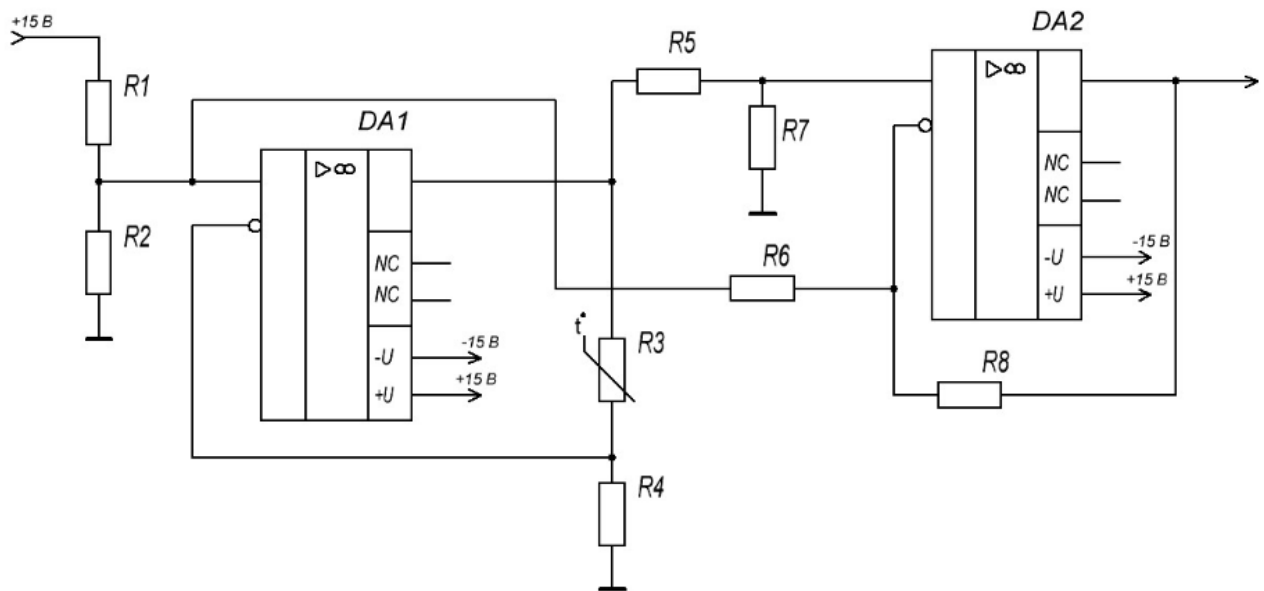 +15 В
R1
R2
DA1
▷∞
NC
NC
-U
+U
-15 В
+15 В
R5
R7
R6
t°
R3
R4
DA2
▷∞
NC
NC
-U
+U
-15 В
+15 В
R8